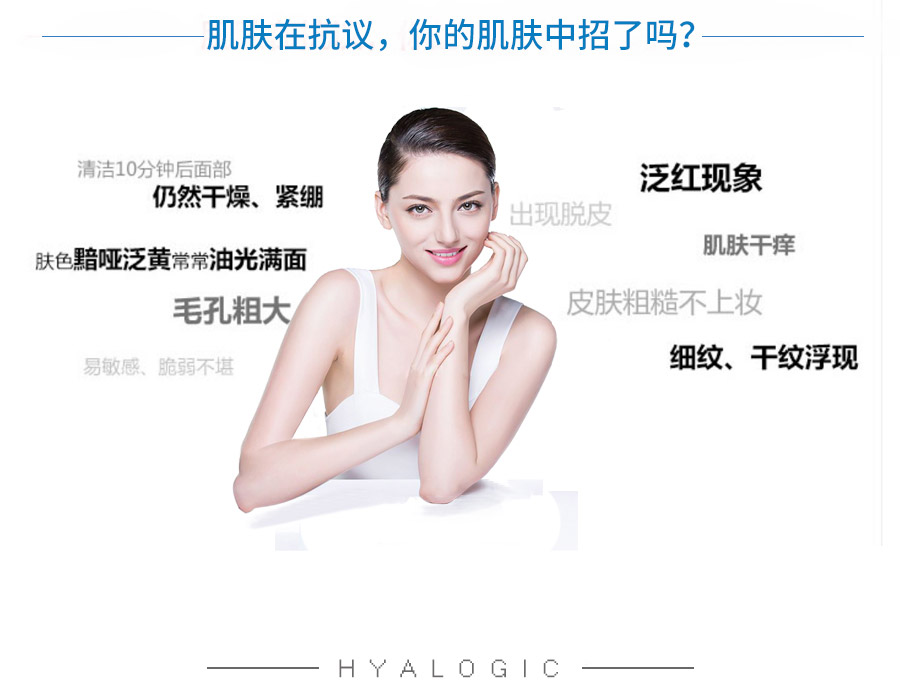 肌肤在抗议，你的肌肤中招了吗？
清洁10分钟后面部
仍然干燥、紧绷
肤色黯哑泛黄常常油光满面
毛孔粗大
易敏感、脆弱不堪
泛红现象
出现脱皮
肌肤干痒
皮肤粗糙不上妆
细纹、干纹浮现
HYALOGIC